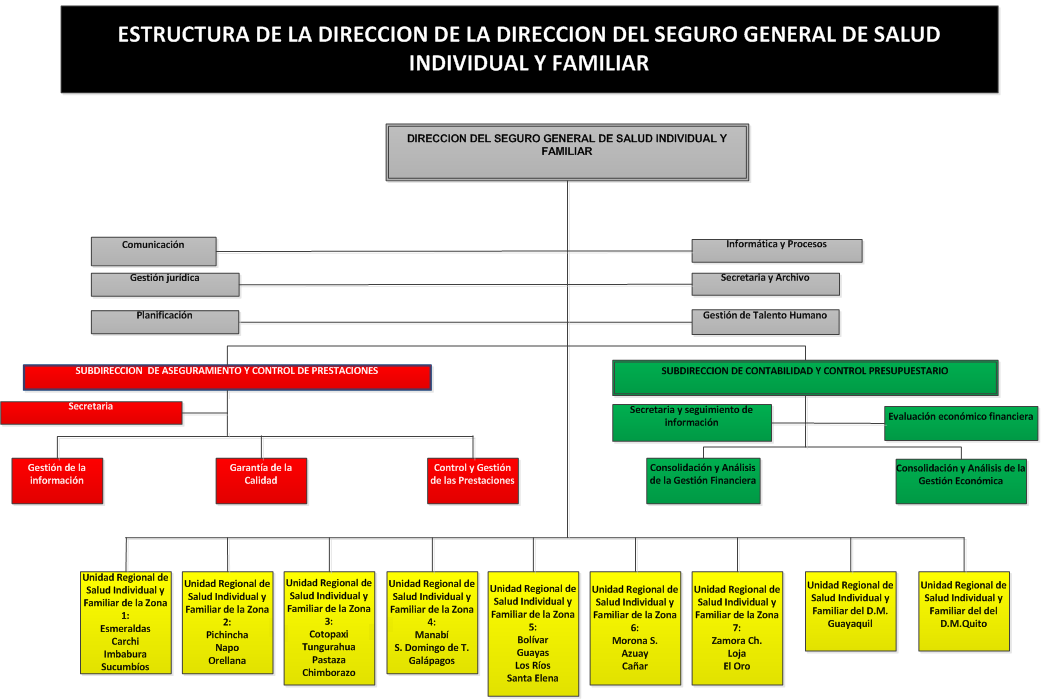 ESTRUCTURA DE LA DIRECCION DE LA DIRECCION DEL SEGURO GENERAL DE SALUD
INDIVIDUAL Y FAMILIAR
DIRECCION DEL SEGURO GENERAL DE SALUD INDIVIDUAL Y
FAMILIAR
Comunicación
Informática y Procesos
Gestión jurídica
Secretaria y Archivo
Planificación
Gestión de Talento Humano
SUBDIRECCION DE ASEGURAMIENTO Y CONTROL DE PRESTACIONES
SUBDIRECCION DE CONTABILIDAD Y CONTROL PRESUPUESTARIO
Secretaria
Secretaria y seguimiento de
información
Evaluación económico financiera
Gestión de la
información
Garantía de la
Calidad
Control y Gestión
de las Prestaciones
Consolidación y Análisis
de la Gestión Financiera
Consolidación y Análisis de la
Gestión Económica
Unidad Regional de
Salud Individual y
Familiar de la Zona
1:
Esmeraldas
Carchi
Imbabura
Sucumbíos
Unidad Regional de
Salud Individual y
Familiar de la Zona
2:
Pichincha
Napo
Orellana
Unidad Regional de
Salud Individual y
Familiar de la Zona
3:
Cotopaxi
Tungurahua
Pastaza
Chimborazo
Unidad Regional de
Salud Individual y
Familiar de la Zona
4:
Manabí
S. Domingo de T.
Galápagos
Unidad Regional de
Salud Individual y
Familiar de la Zona
5:
Bolívar
Guayas
Los Ríos
Santa Elena
Unidad Regional de
Salud Individual y
Familiar de la Zona
6:
Morona S.
Azuay
Cañar
Unidad Regional de
Salud Individual y
Familiar de la Zona
7:
Zamora Ch.
Loja
El Oro
Unidad Regional de
Salud Individual y
Familiar del D.M.
Guayaquil
Unidad Regional de
Salud Individual y
Familiar del del
D.M.Quito